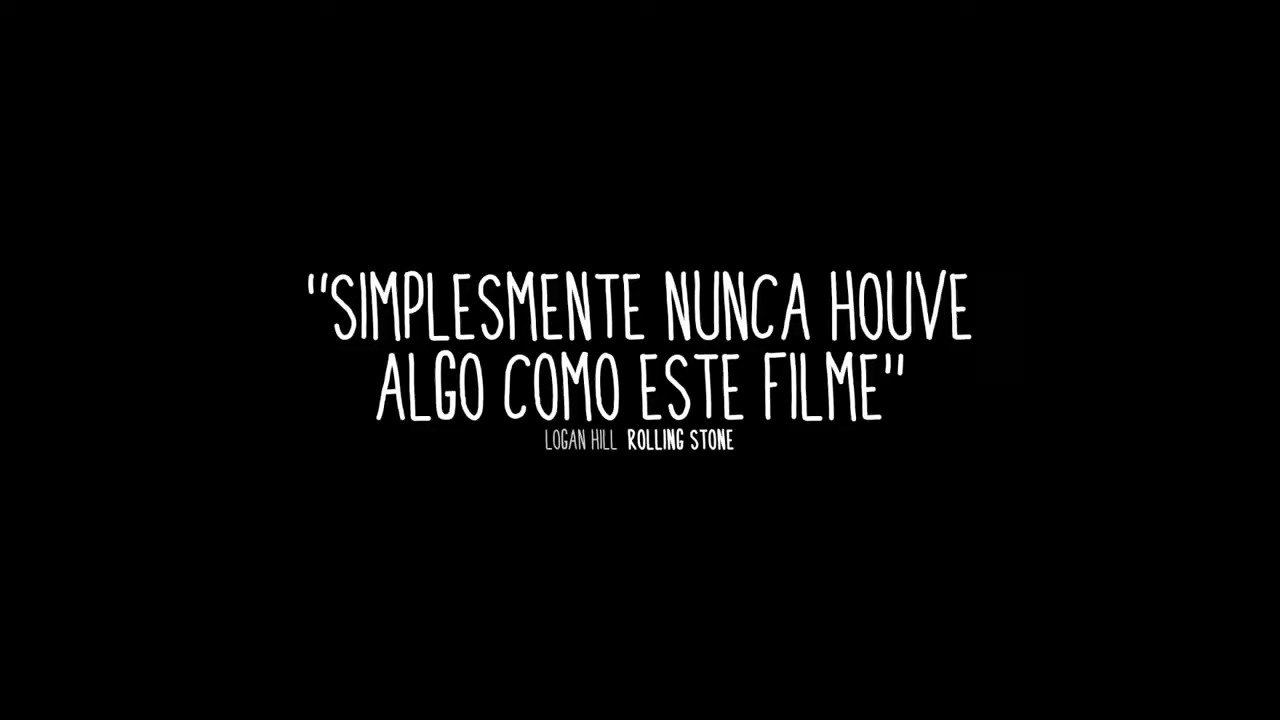 "SIMPLESMENTE NUNCA HOUVE
ALGO COMO ESTE FILME"
LOGAN HILL ROLLING STONE